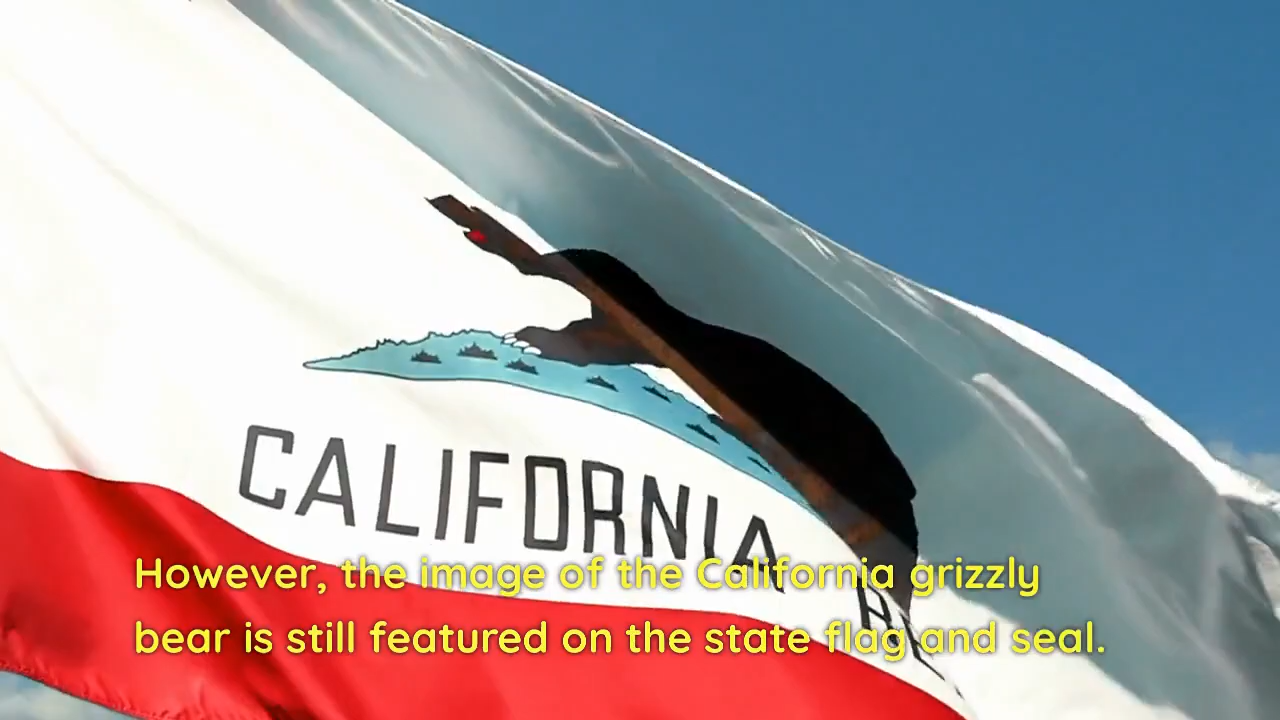 CALIFORNIA
However, the image of the California grizzly
bear is still featured on the state flag and seal.